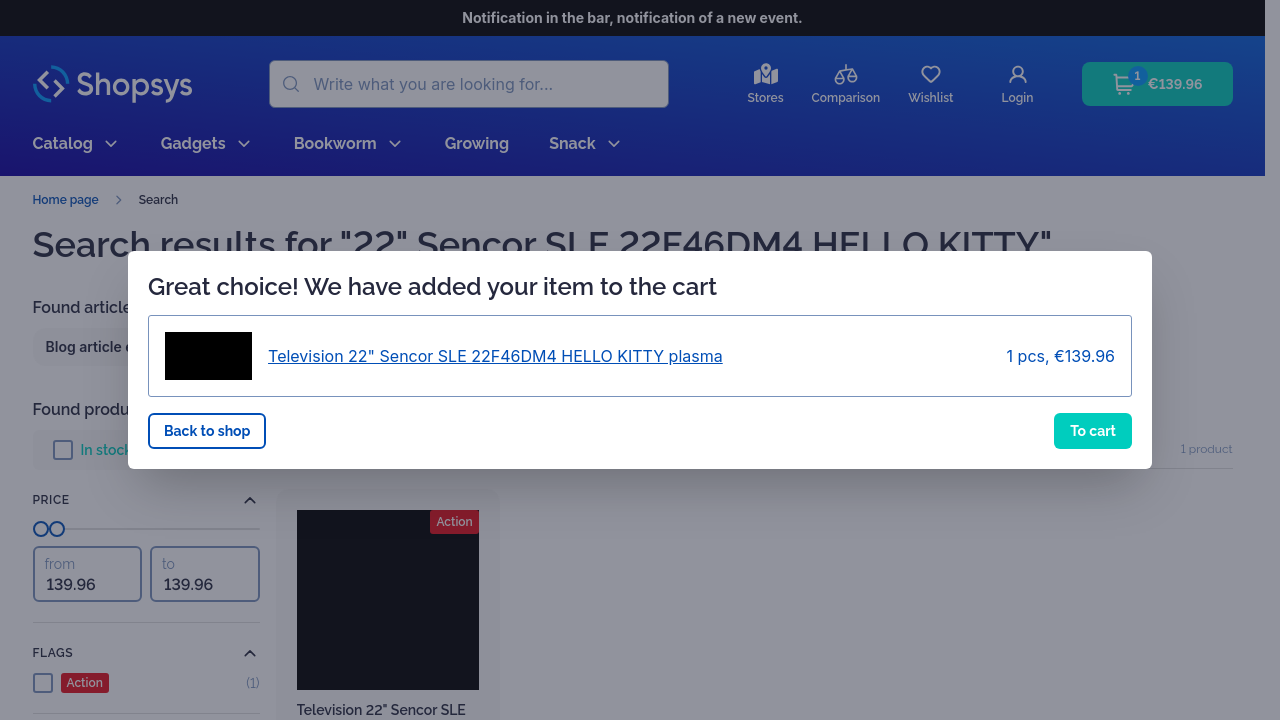 Notification in the bar, notification of a new event.
Shopsys
Write what you are looking for...
Stores
Comparison
Wishlist
Login
1
€139.96
Catalog
Gadgets
Bookworm
Growing
Snack
Home page
Search
Search results for "22" Sencor SLE 22F46DM4 HELLO KITTY"
Great choice! We have added your item to the cart
Television 22" Sencor SLE 22F46DM4 HELLO KITTY plasma
1 pcs, €139.96
Back to shop
To cart
Found article
Blog article
Found produ
In stock
1 product
PRICE
from
139.96
to
139.96
FLAGS
Action
(1)
Action
Television 22" Sencor SLE